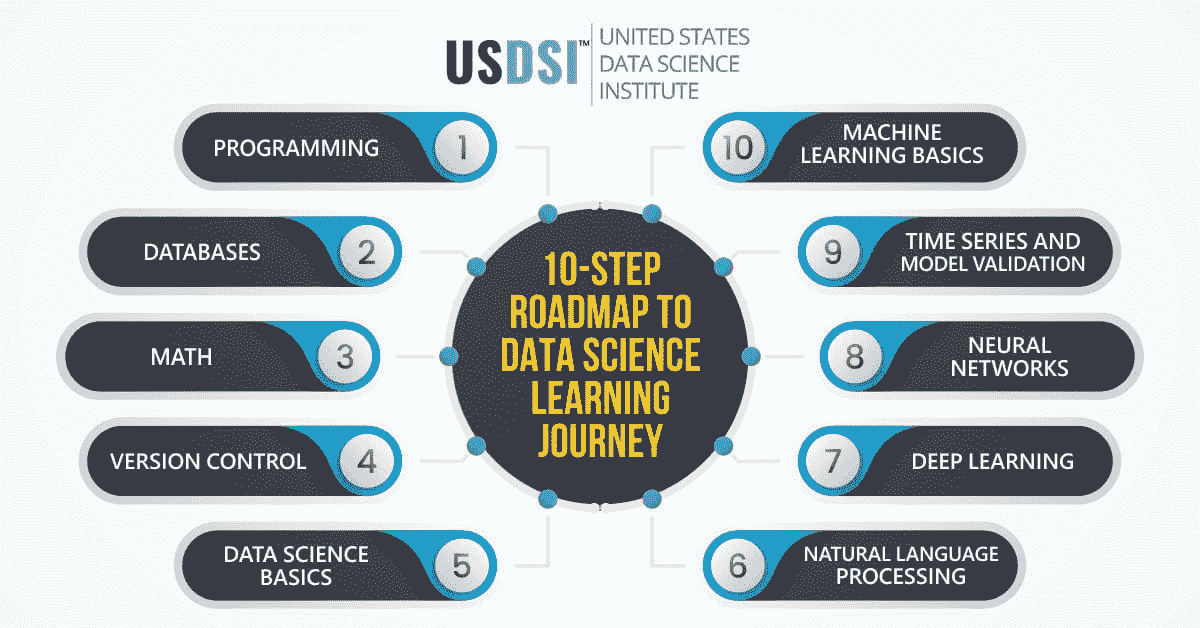 USDSI™
UNITED STATES
DATA SCIENCE
INSTITUTE
PROGRAMMING
1
DATABASES
2
MATH
3
VERSION CONTROL
4
DATA SCIENCE
BASICS
5
10-STEP
ROADMAP TO
DATA SCIENCE
LEARNING
JOURNEY
10
MACHINE
LEARNING BASICS
9
TIME SERIES AND
MODEL VALIDATION
8
NEURAL
NETWORKS
7
DEEP LEARNING
6
NATURAL LANGUAGE
PROCESSING